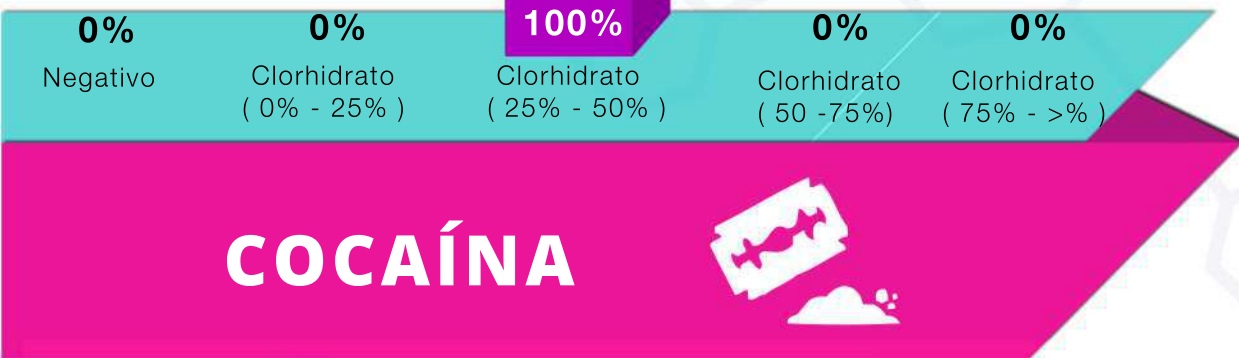 0% 0% 100% 0% 0%
Negativo Clorhidrato Clorhidrato Clorhidrato Clorhidrato
( 0% - 25% ) ( 25% - 50% ) ( 50 -75%) ( 75% - >% )
COCAÍNA